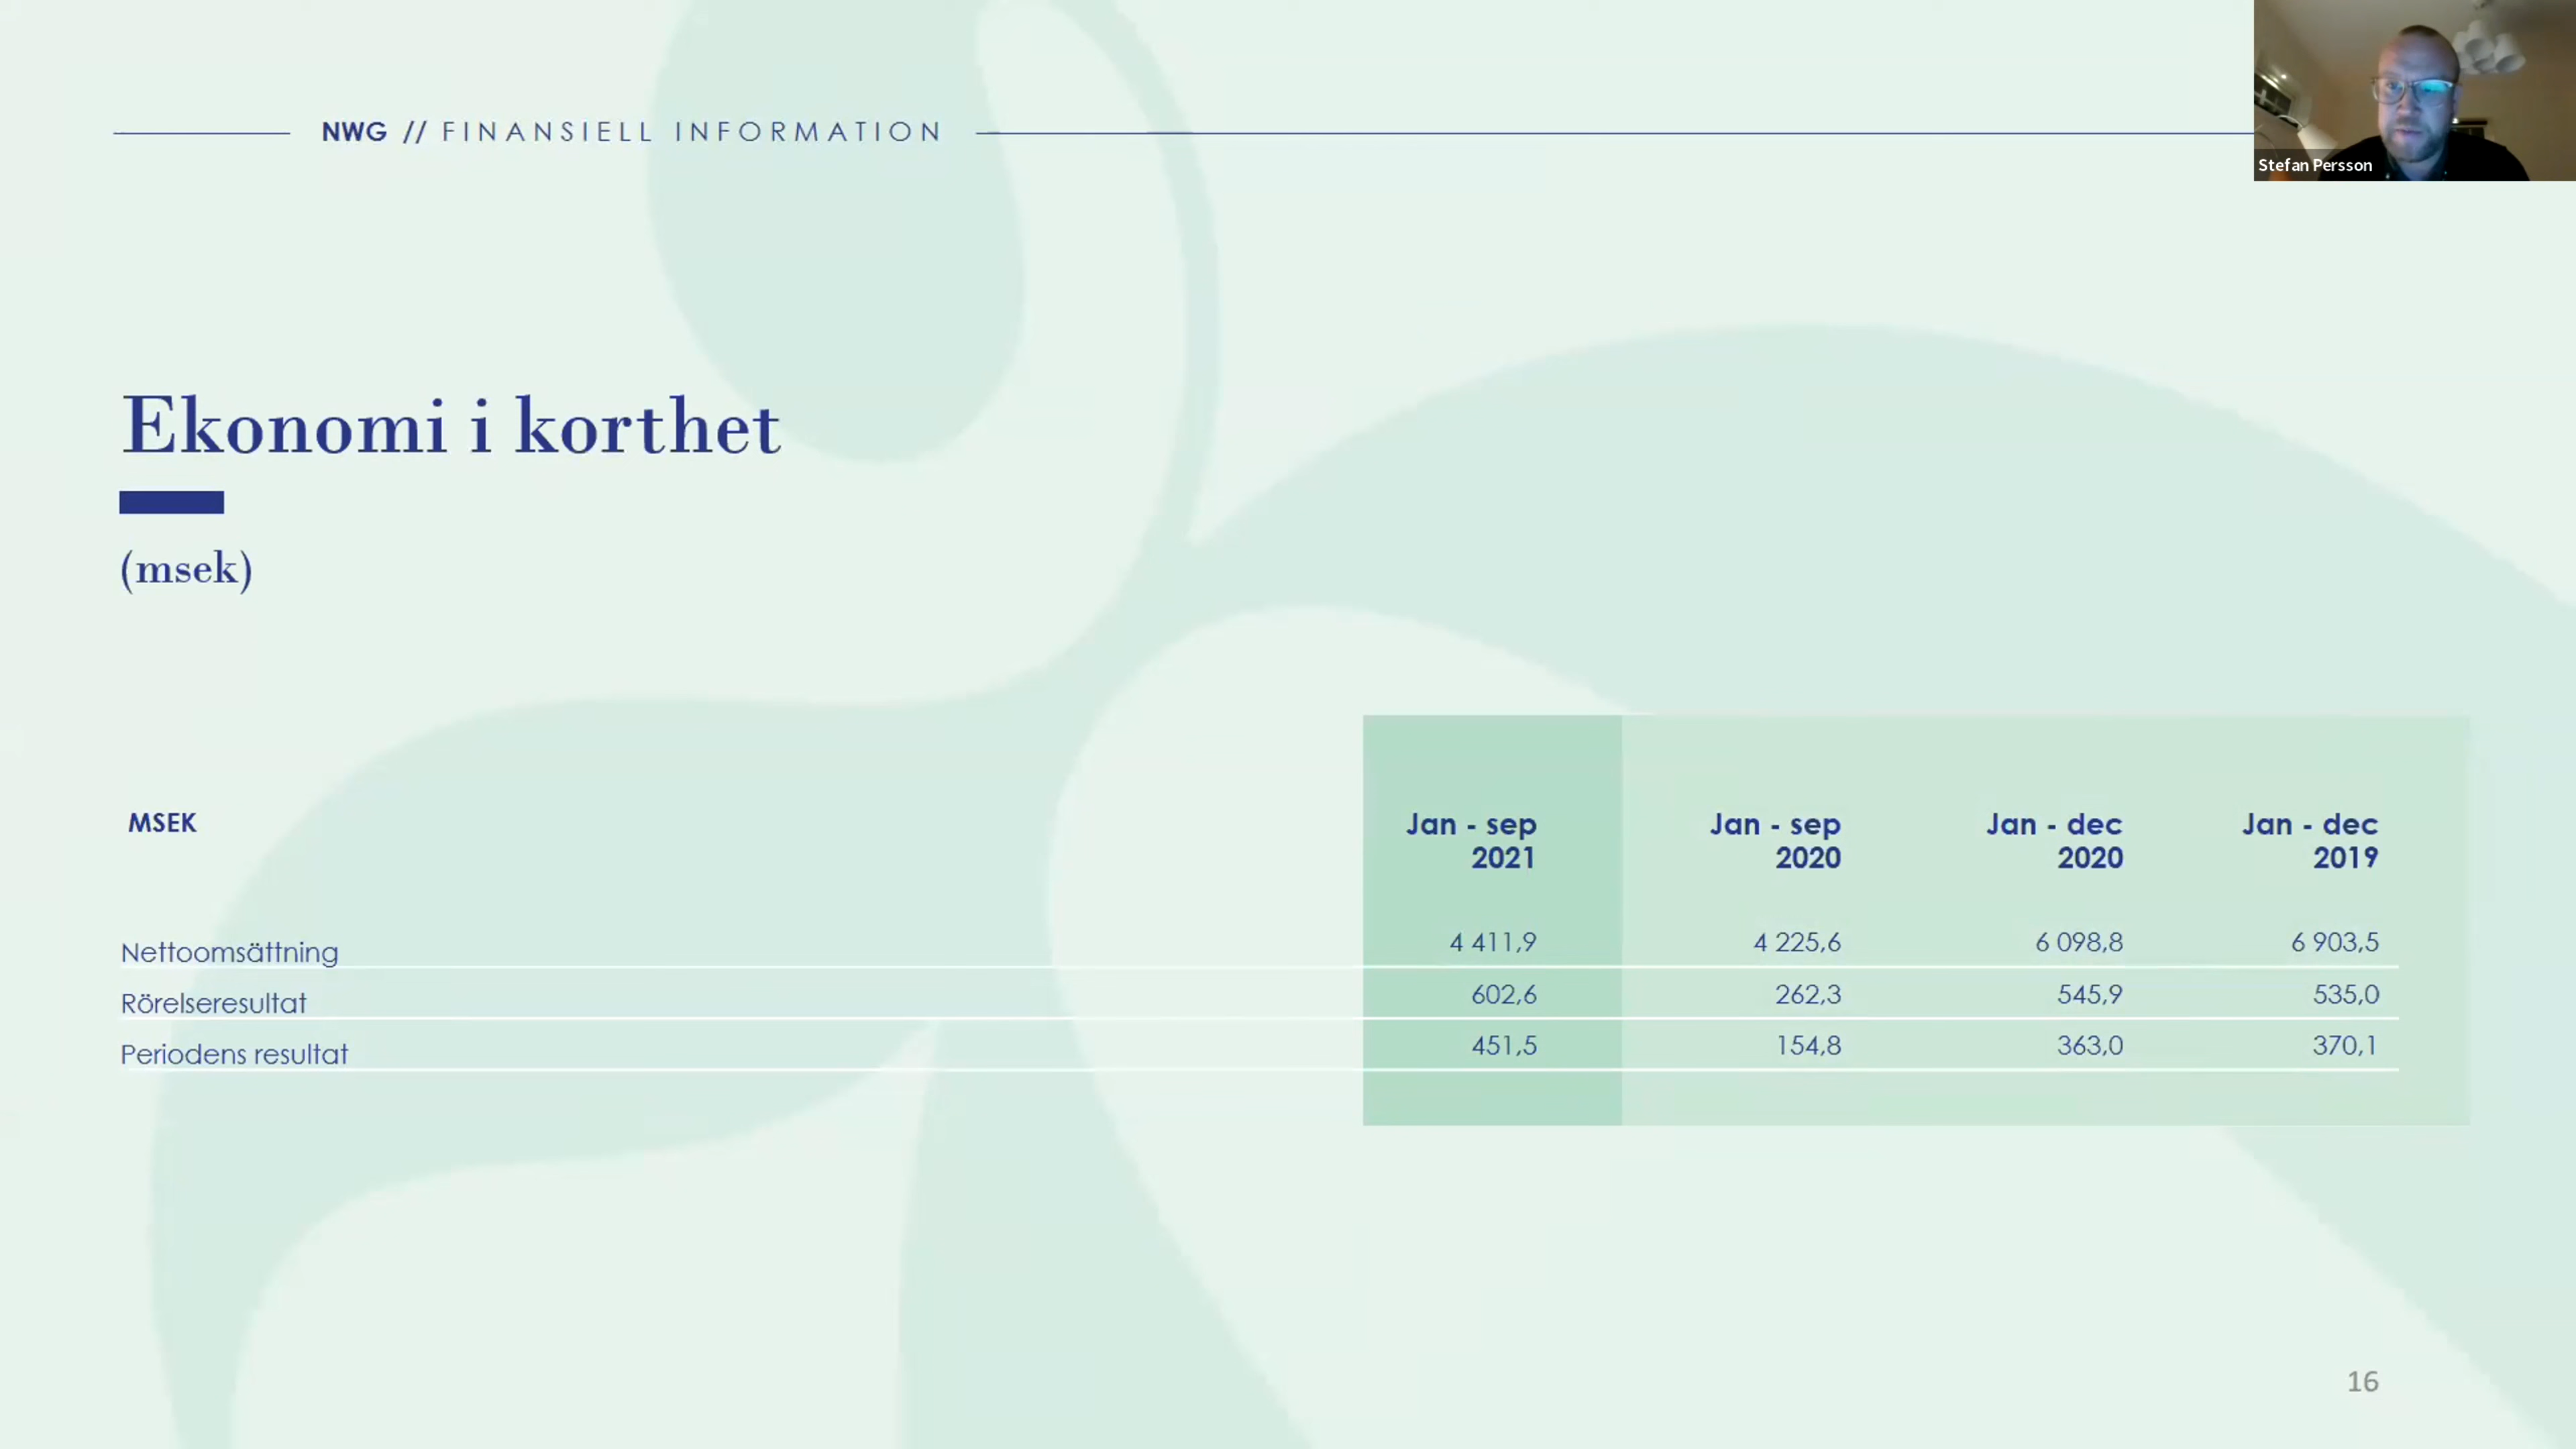 NWG // FINANSIELL INFORMATION
Stefan Persson
Ekonomi i korthet
(msek)
MSEK Jan - sep 2021 Jan - sep 2020 Jan - dec 2020 Jan - dec 2019
Nettoomsättning 4 411,9 4 225,6 6 098,8 6 903,5
Rörelseresultat 602,6 262,3 545,9 535,0
Periodens resultat 451,5 154,8 363,0 370,1
16